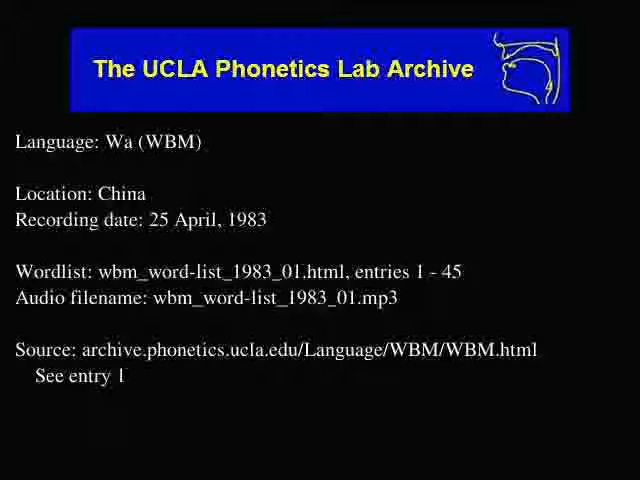 The UCLA Phonetics Lab Archive
Language: Wa (WBM)
Location: China
Recording date: 25 April, 1983
Wordlist: wbm_word-list_1983_01.html, entries 1 - 45
Audio filename: wbm_word-list_1983_01.mp3
Source: archive.phonetics.ucla.edu/Language/WBM/WBM.html
See entry 1